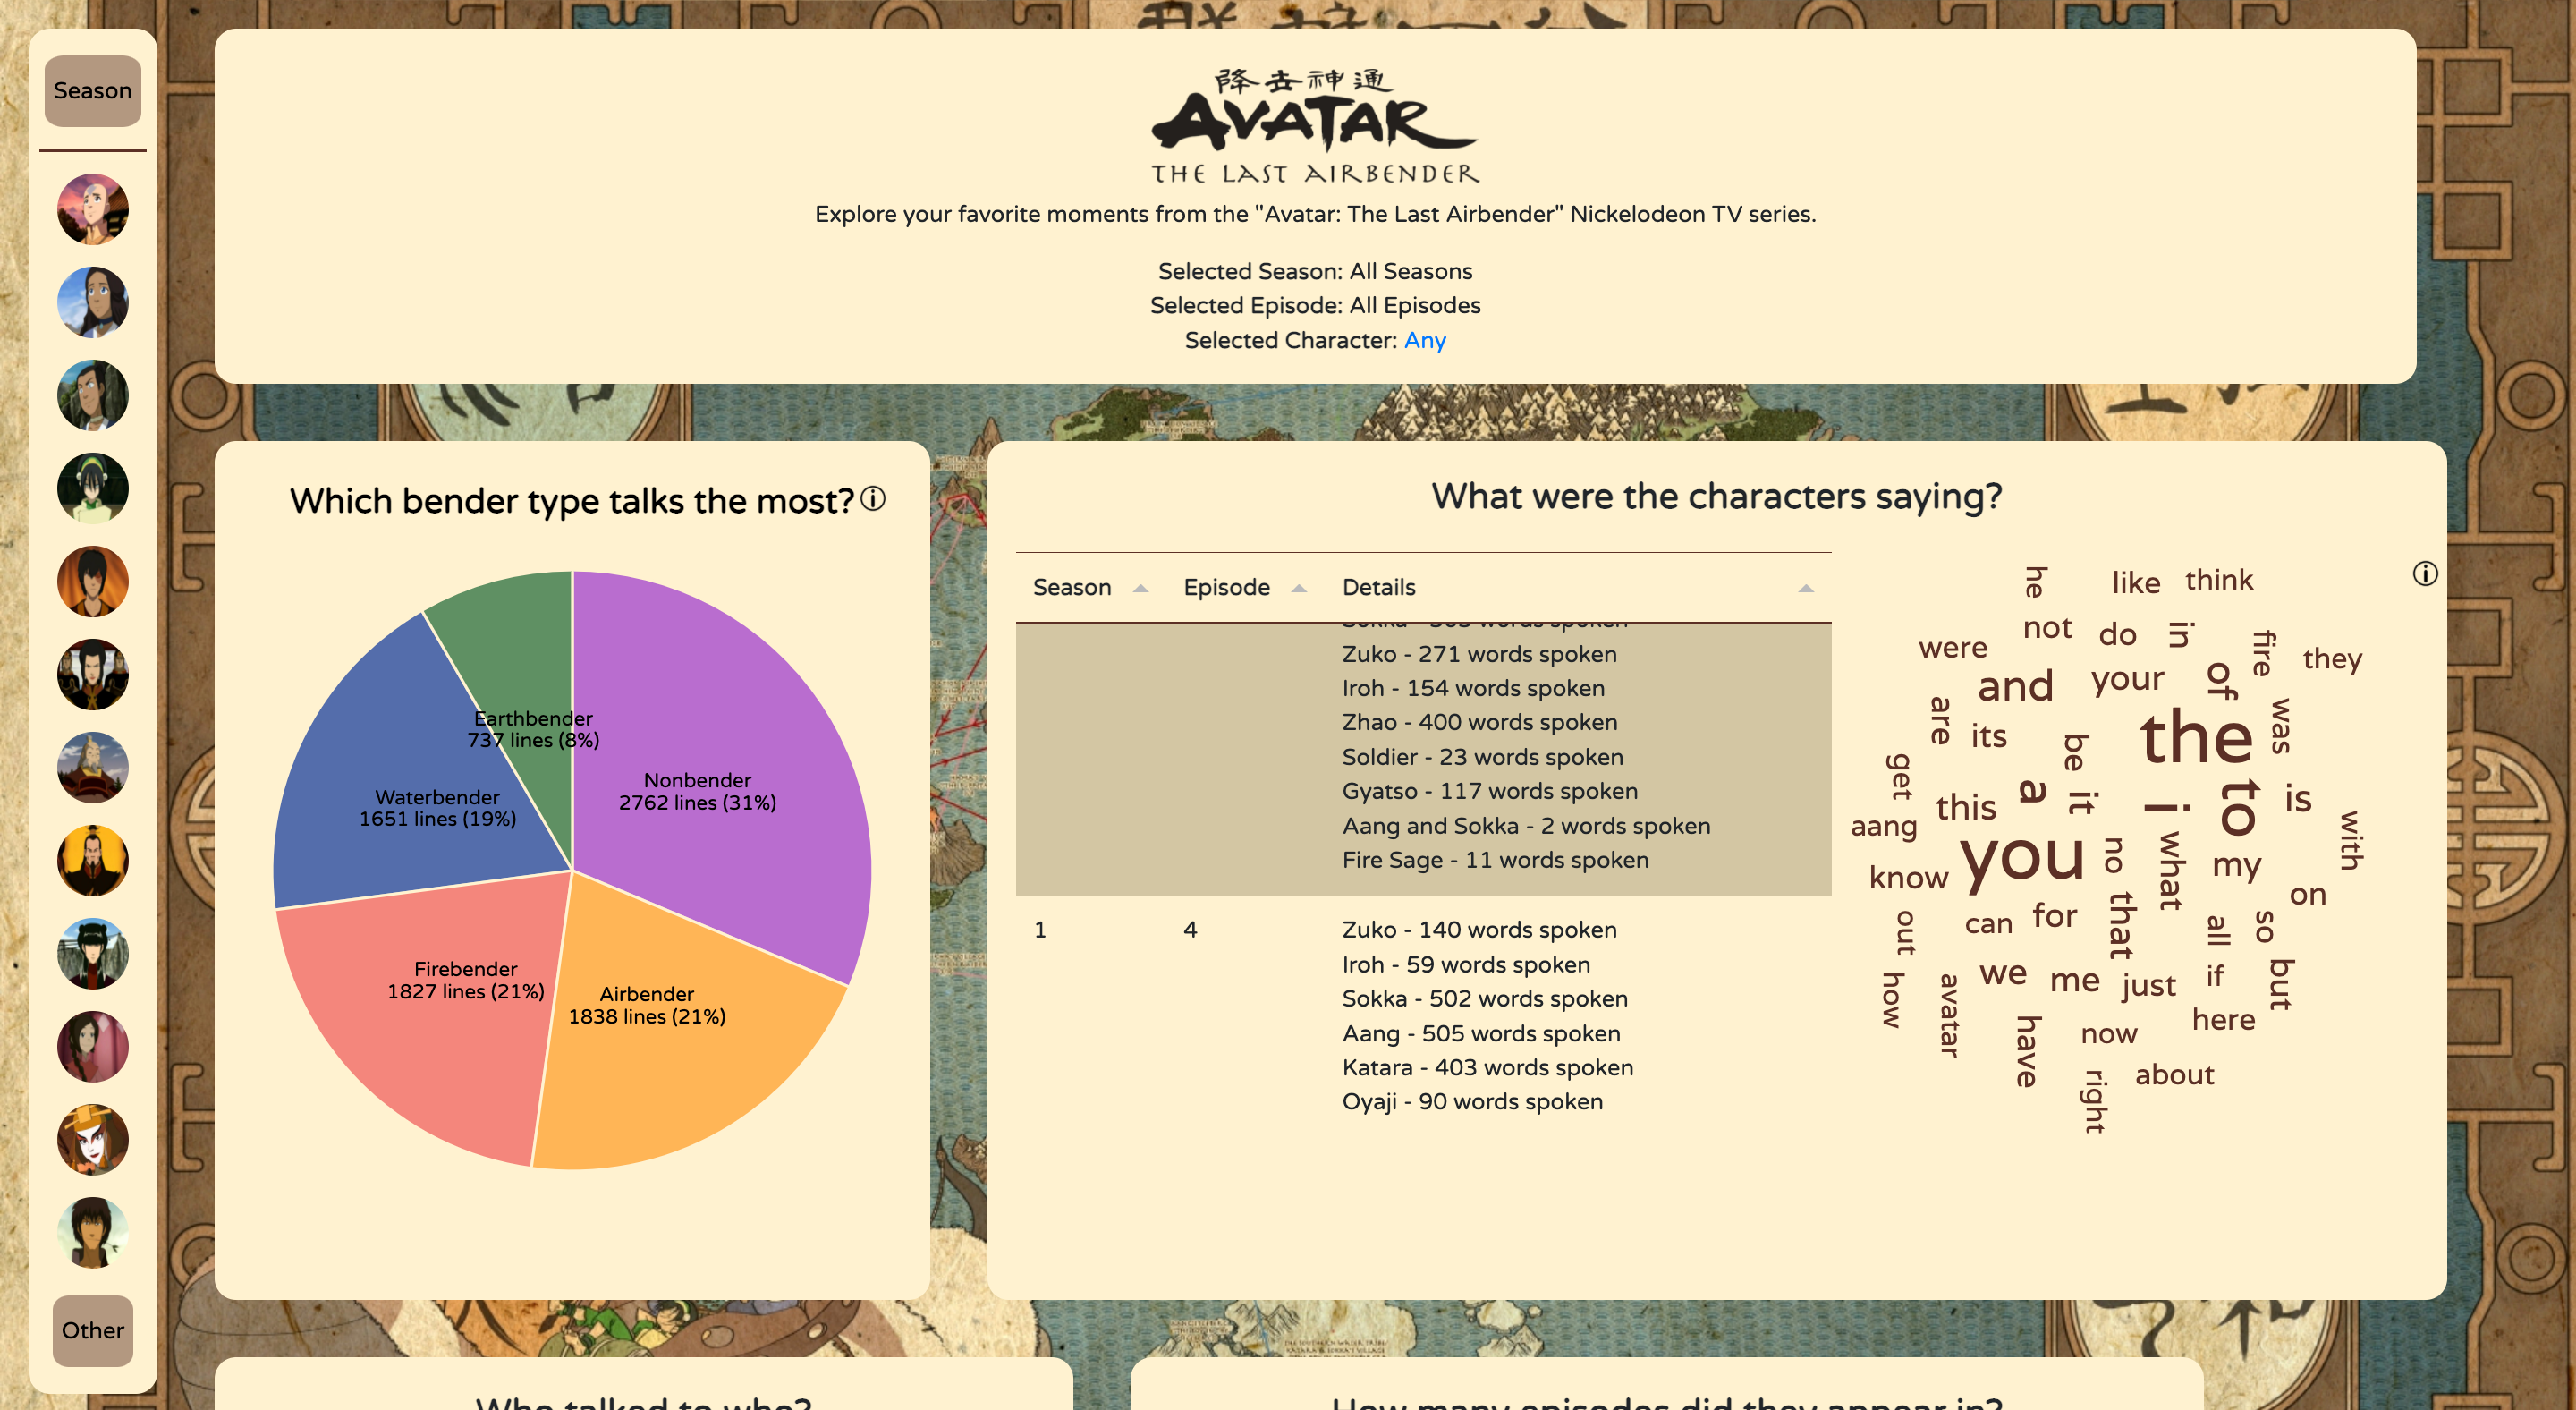 Season
Other
降去神通
AVATAR
THE LAST AIRBENDER
Explore your favorite moments from the "Avatar: The Last Airbender" Nickelodeon TV series.
Selected Season: All Seasons
Selected Episode: All Episodes
Selected Character: Any
Which bender type talks the most?
Earthbender
737 lines (8%)
Nonbender
2762 lines (31%)
Waterbender
1651 lines (19%)
Firebender
1827 lines (21%)
Airbender
1838 lines (21%)
What were the characters saying?
Season Episode Details
Zuko - 271 words spoken
Iroh - 154 words spoken
Zhao - 400 words spoken
Soldier - 23 words spoken
Gyatso - 117 words spoken
Aang and Sokka - 2 words spoken
Fire Sage - 11 words spoken
1 4 Zuko - 140 words spoken
Iroh - 59 words spoken
Sokka - 502 words spoken
Aang - 505 words spoken
Katara - 403 words spoken
Oyaji - 90 words spoken
he
like
think
not
do
in
were
fire
they
and
your
of
are
its
be
the
was
get
this
a
it
i
to
is
aang
you
no
what
my
with
know
on
out
can
for
that
all
so
how
avatar
we
me
just
if
but
have
now
here
right
about
Who talked to who?
How many episodes did they appear in?